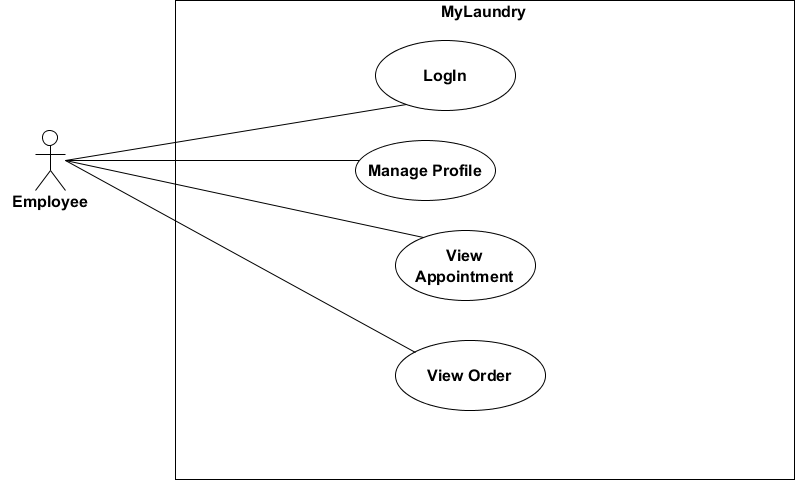 MyLaundry
LogIn
Manage Profile
Employee
View
Appointment
View Order